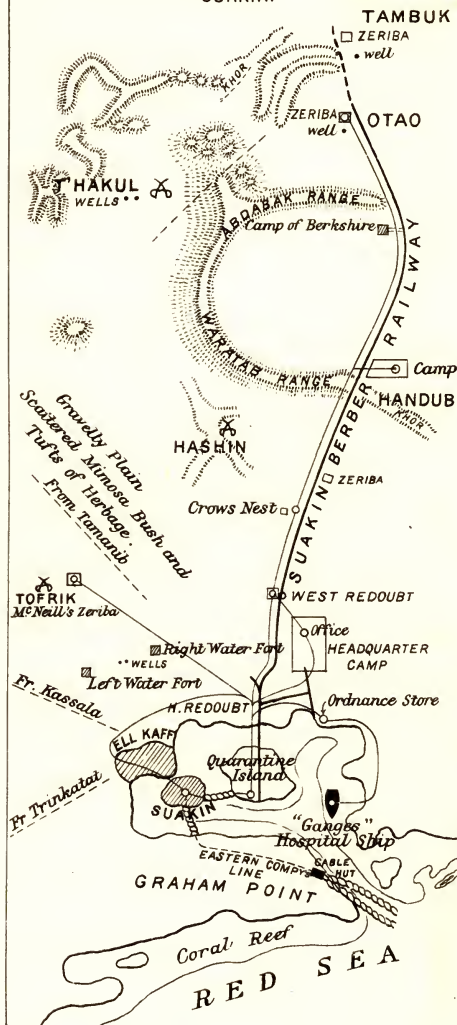 TAMBUK
ZERIBA
well
KHOR
ZERIBA
well
OTAO
T'HAKUL
WELLS
ABDABAK RANGE
Camp of Berkshire
WARATAB RANGE
Camp
HANDUB
KHOR
SUAKIN BERBER RAILWAY
HASHIN
Gravelly Plain
Scattered Mimosa Bush and
Tufts of Herbage.
From Tamanib
ZERIBA
Crows Nest
WEST REDOUBT
TOFRIK
McNeill's Zeriba
Office
HEADQUARTER
CAMP
Right Water Fort
WELLS
Left Water Fort
Fr. Kassala
H. REDOUBT
Ordnance Store
ELL KAFF
Quarantine
Island
Fr Trinkatat
SUAKIN
"Ganges"
Hospital Ship
EASTERN COMPYS
LINE
CABLE
HUT
GRAHAM POINT
Coral Reef
RED SEA